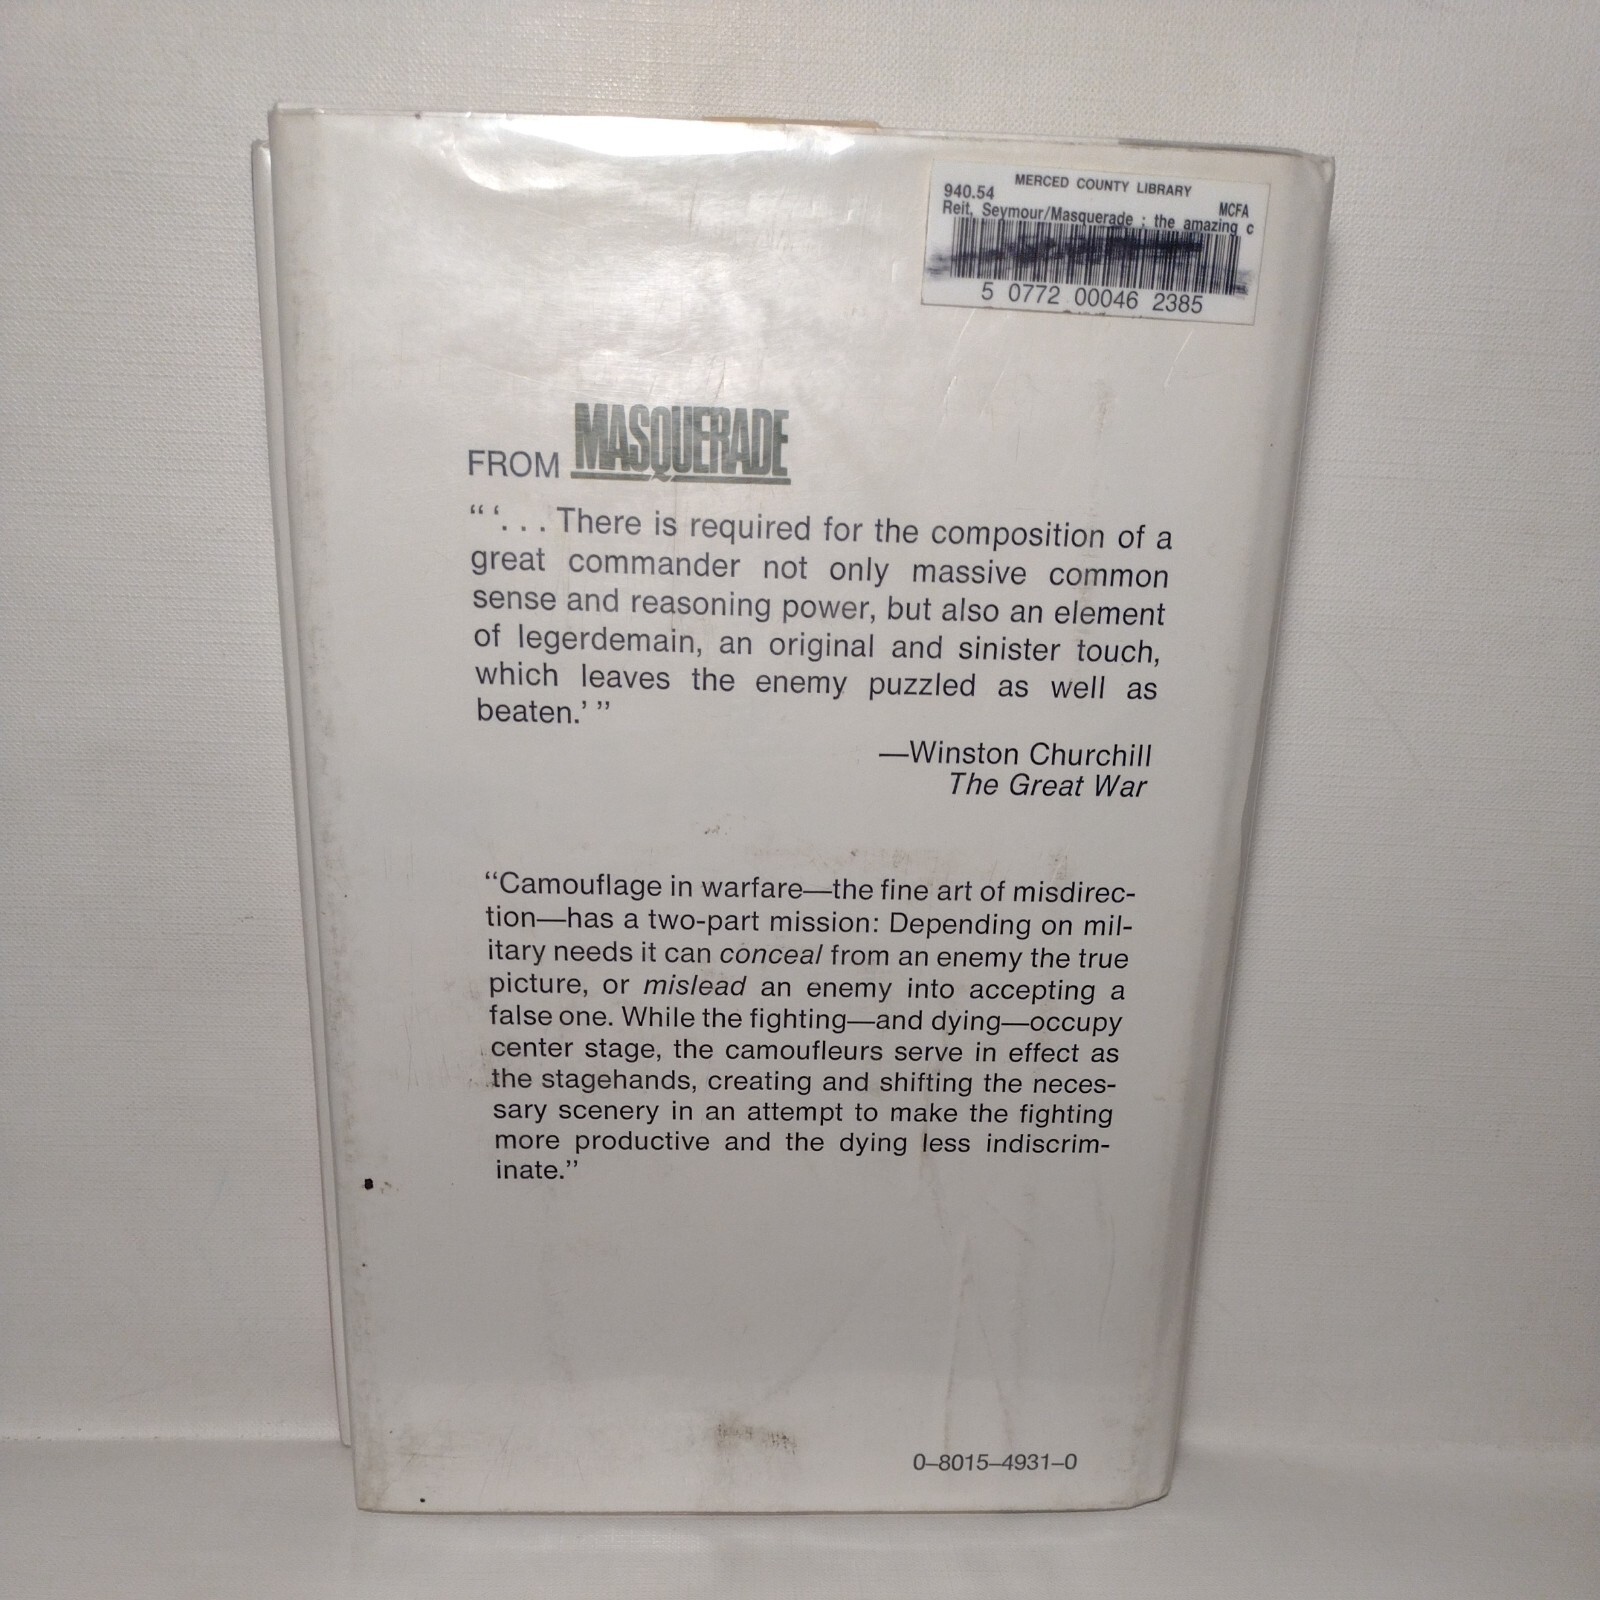 MERCED COUNTY LIBRARY
940.54 MCFA
Reit, Seymour/Masquerade : the amazing c
5 0772 00046 2385
FROM MASQUERADE
“ ‘. . . There is required for the composition of a
great commander not only massive common
sense and reasoning power, but also an element
of legerdemain, an original and sinister touch,
which leaves the enemy puzzled as well as
beaten.’ ”
—Winston Churchill
The Great War
“Camouflage in warfare—the fine art of misdirec-
tion—has a two-part mission: Depending on mil-
itary needs it can conceal from an enemy the true
picture, or mislead an enemy into accepting a
false one. While the fighting—and dying—occupy
center stage, the camoufleurs serve in effect as
the stagehands, creating and shifting the neces-
sary scenery in an attempt to make the fighting
more productive and the dying less indiscrim-
inate.”
0–8015–4931–0